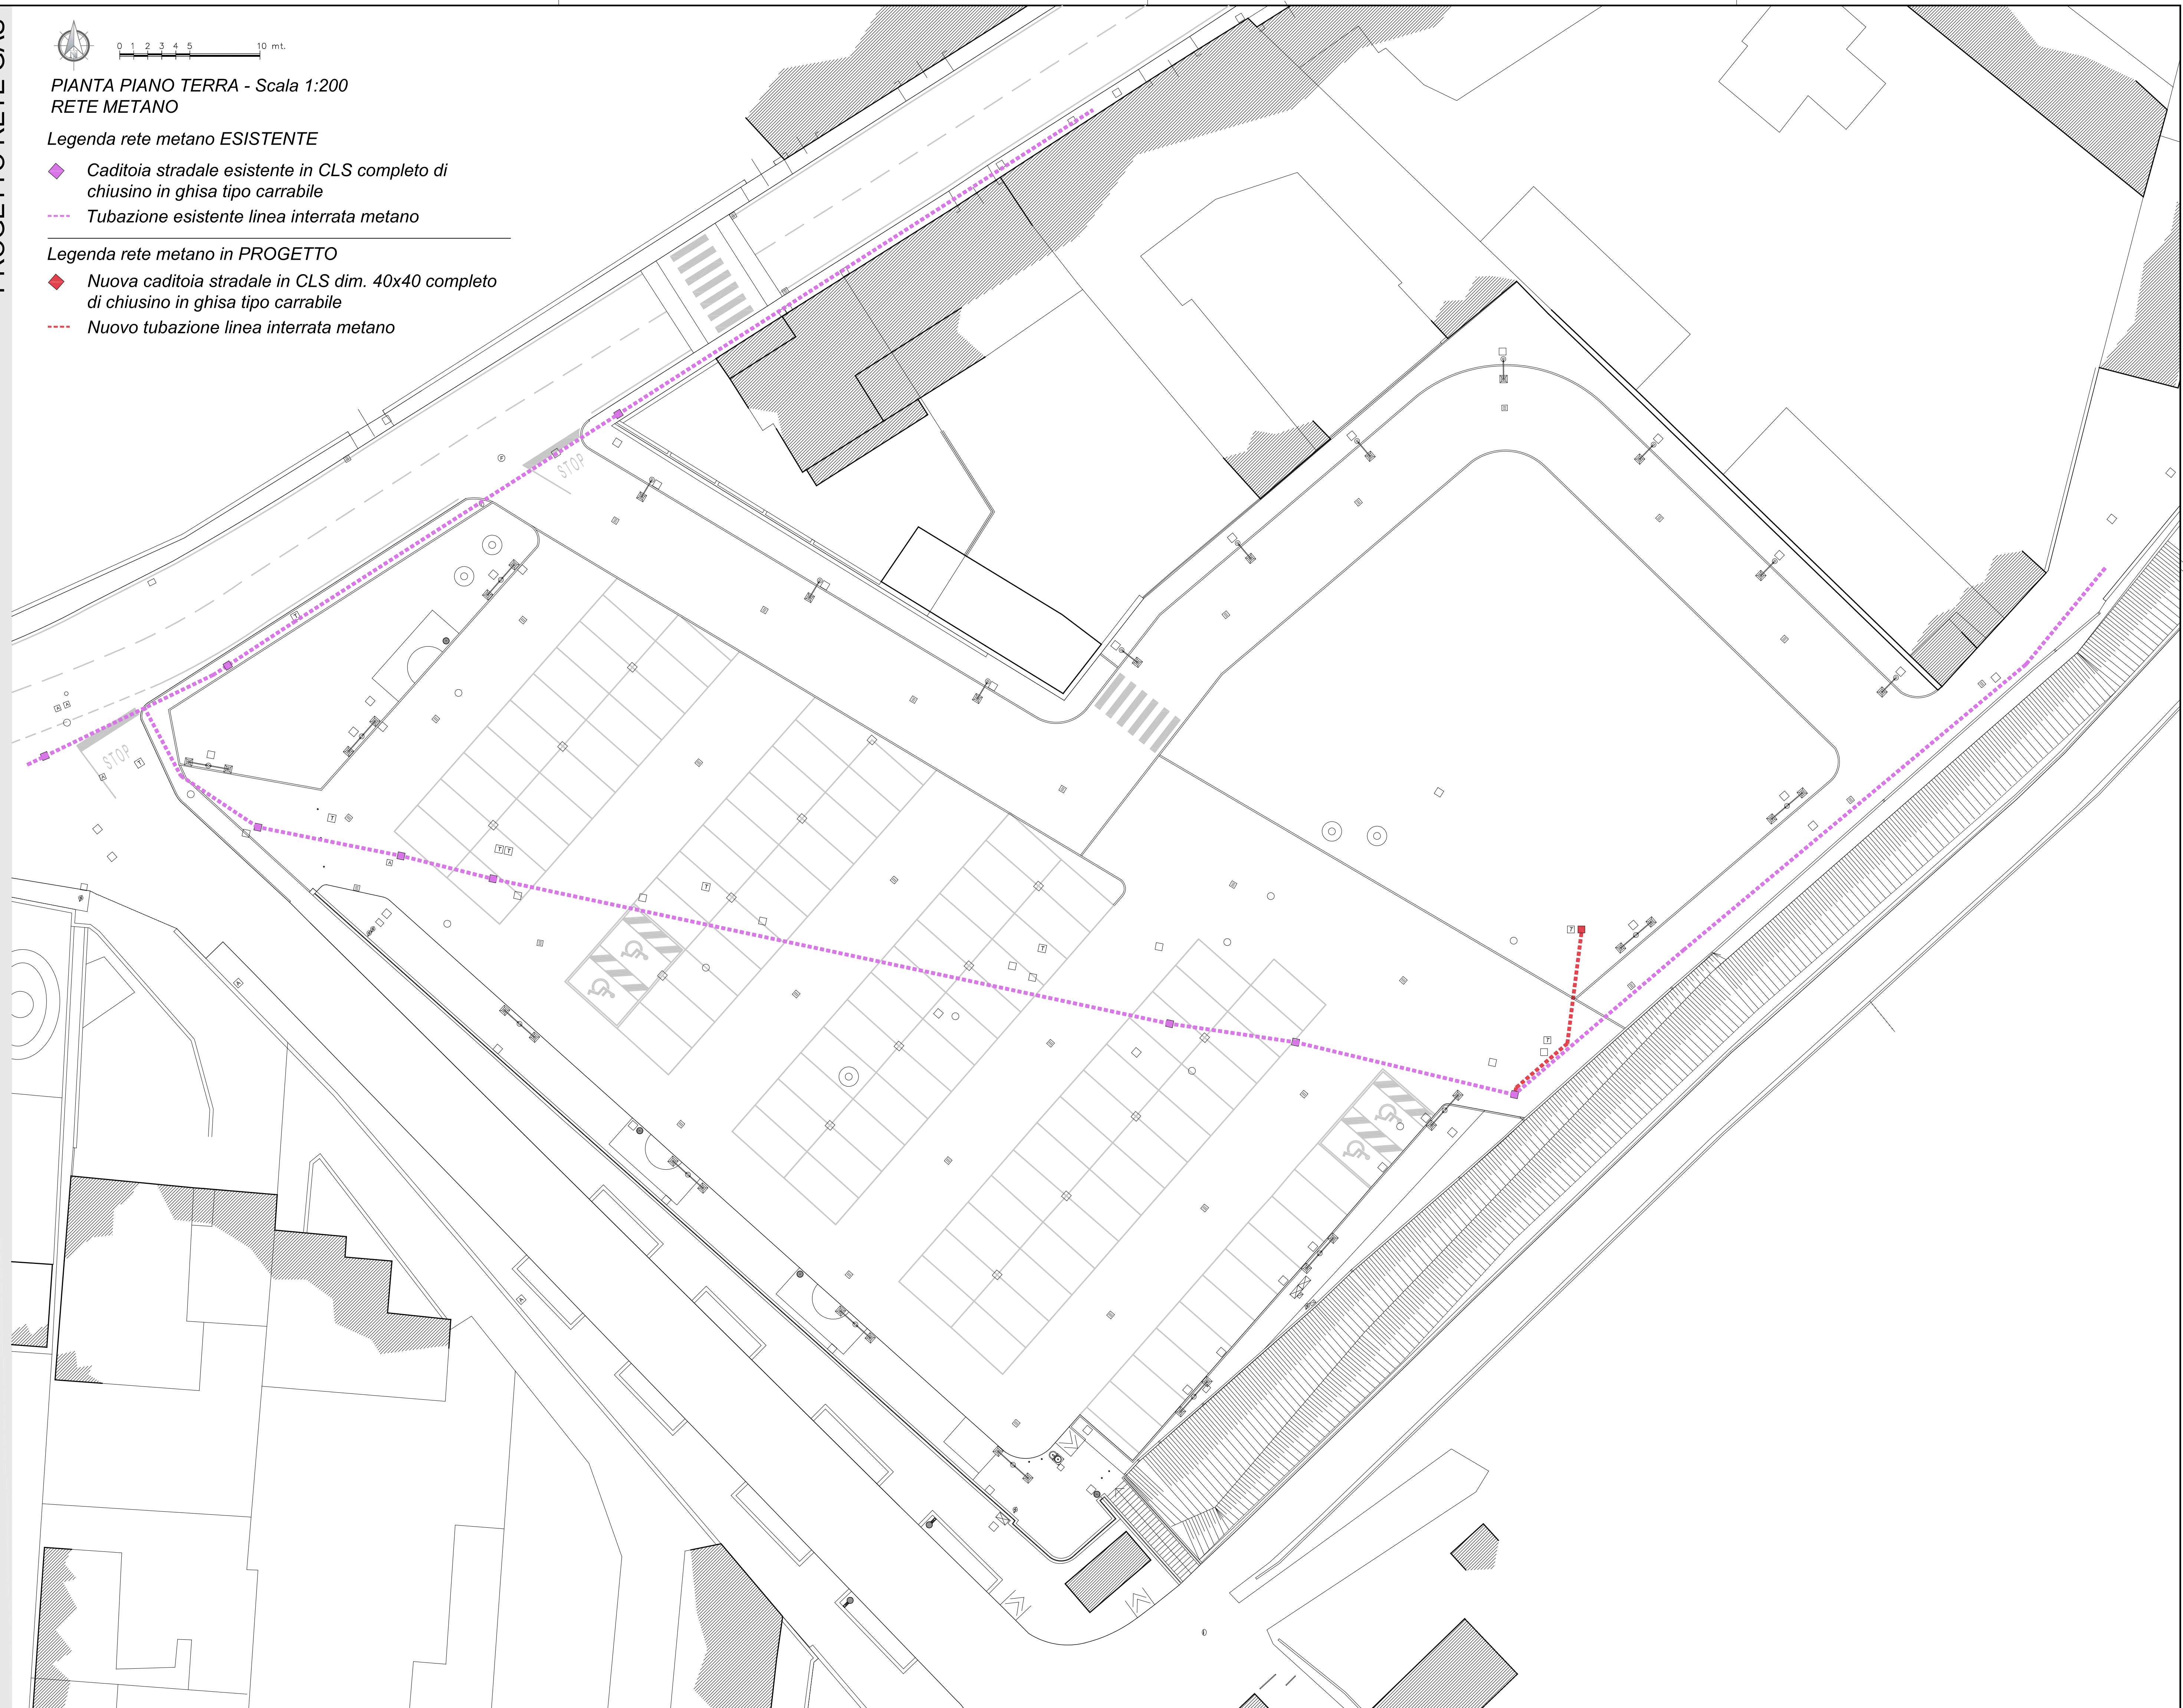 0 1 2 3 4 5 10 mt.
PIANTA PIANO TERRA - Scala 1:200
RETE METANO
Legenda rete metano ESISTENTE
Caditoia stradale esistente in CLS completo di
chiusino in ghisa tipo carrabile
Tubazione esistente linea interrata metano
Legenda rete metano in PROGETTO
Nuova caditoia stradale in CLS dim. 40x40 completo
di chiusino in ghisa tipo carrabile
Nuovo tubazione linea interrata metano
STOP
STOP
T
A
A
A
T
T
T
T
A
T
T
T
T
A
A